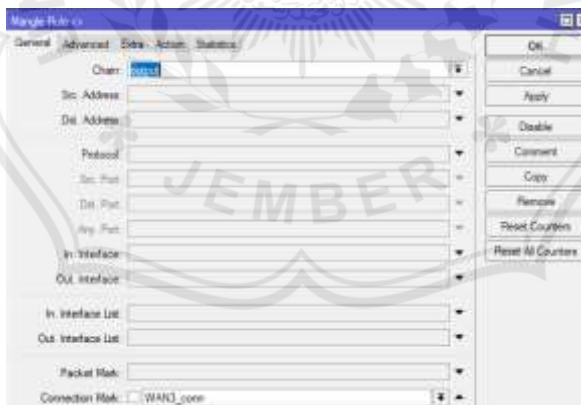 Mangle Rule <>
General Advanced Extra Action Statistics
Chain: output
Src. Address:
Dst. Address:
Protocol:
Src. Port:
Dst. Port:
Any. Port:
In. Interface:
Out. Interface:
In. Interface List:
Out. Interface List:
Packet Mark:
Connection Mark: WAN3_conn
OK
Cancel
Apply
Disable
Comment
Copy
Remove
Reset Counters
Reset All Counters
JEMBER